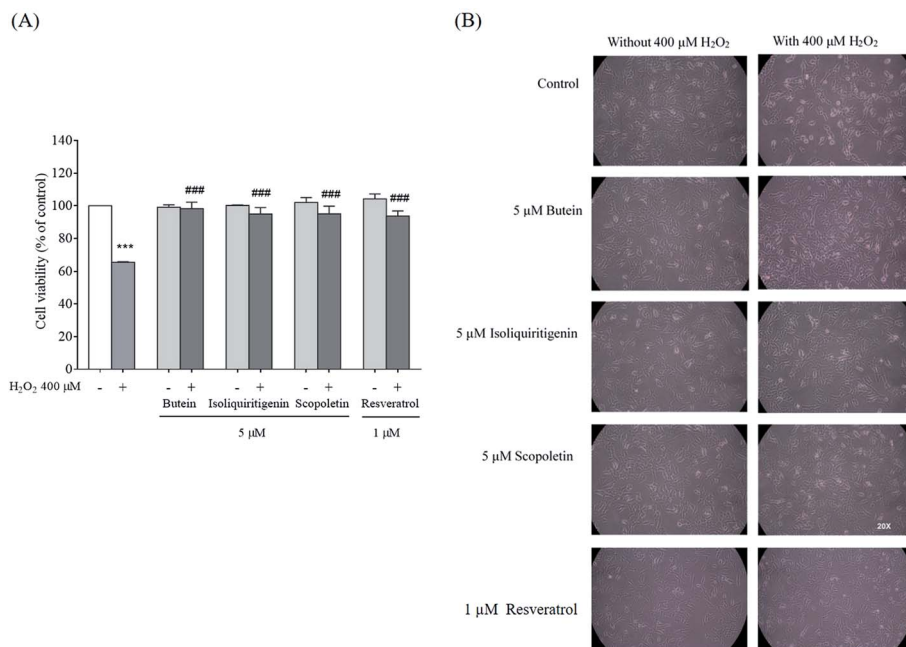 (A)
Cell viability (% of control)
140
120
100
80
60
40
20
0
***
###
###
###
###
H₂O₂ 400 μM - + - + - + - + - +
Butein Isoliquiritigenin Scopoletin Resveratrol
5 μM 1 μM
(B)
Without 400 μM H₂O₂ With 400 μM H₂O₂
Control
5 μM Butein
5 μM Isoliquiritigenin
5 μM Scopoletin
20X
1 μM Resveratrol